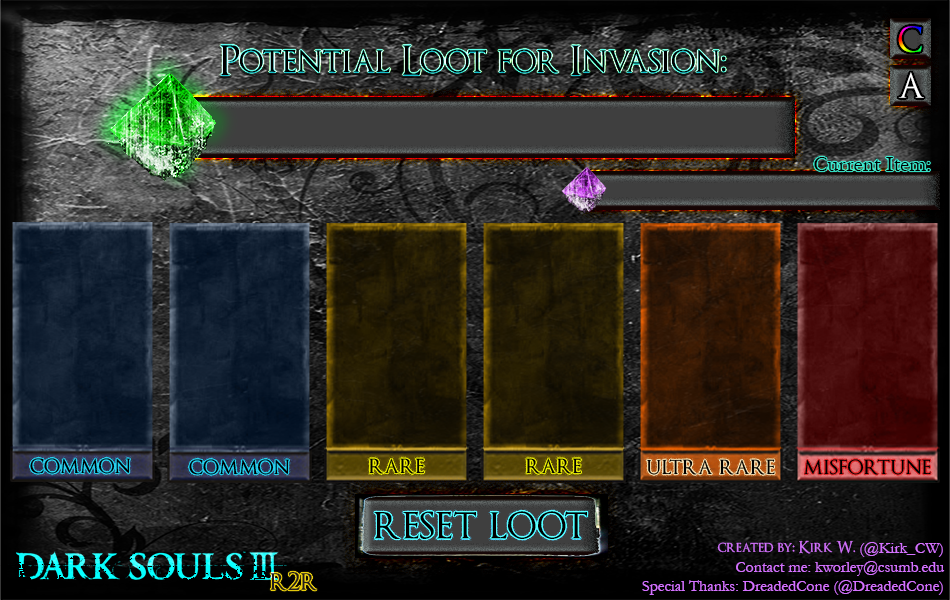 POTENTIAL LOOT FOR INVASION:
C
A
Current Item:
COMMON
COMMON
RARE
RARE
ULTRA RARE
MISFORTUNE
RESET LOOT
DARK SOULS III
R2R
CREATED BY: KIRK W. (@Kirk_CW)
Contact me: kworley@csumb.edu
Special Thanks: DreadedCone (@DreadedCone)